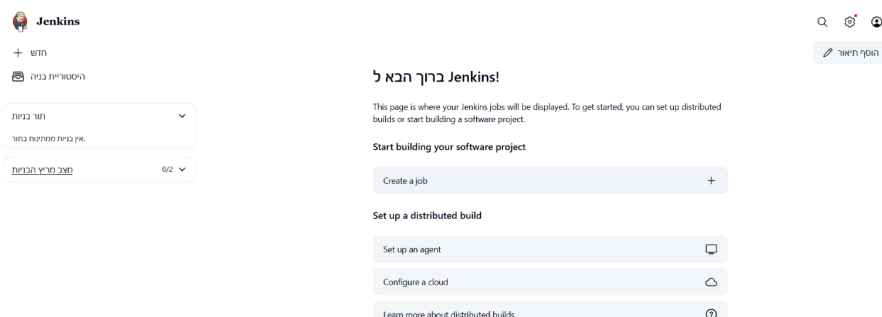 Jenkins
חדש
היסטוריית בניה
תור בניות
אין בניות ממתינות בתור.
מצב מריץ הבניות
0/2
הוסף תיאור
ברוך הבא ל Jenkins!
This page is where your Jenkins jobs will be displayed. To get started, you can set up distributed
builds or start building a software project.
Start building your software project
Create a job
Set up a distributed build
Set up an agent
Configure a cloud
Learn more about distributed builds